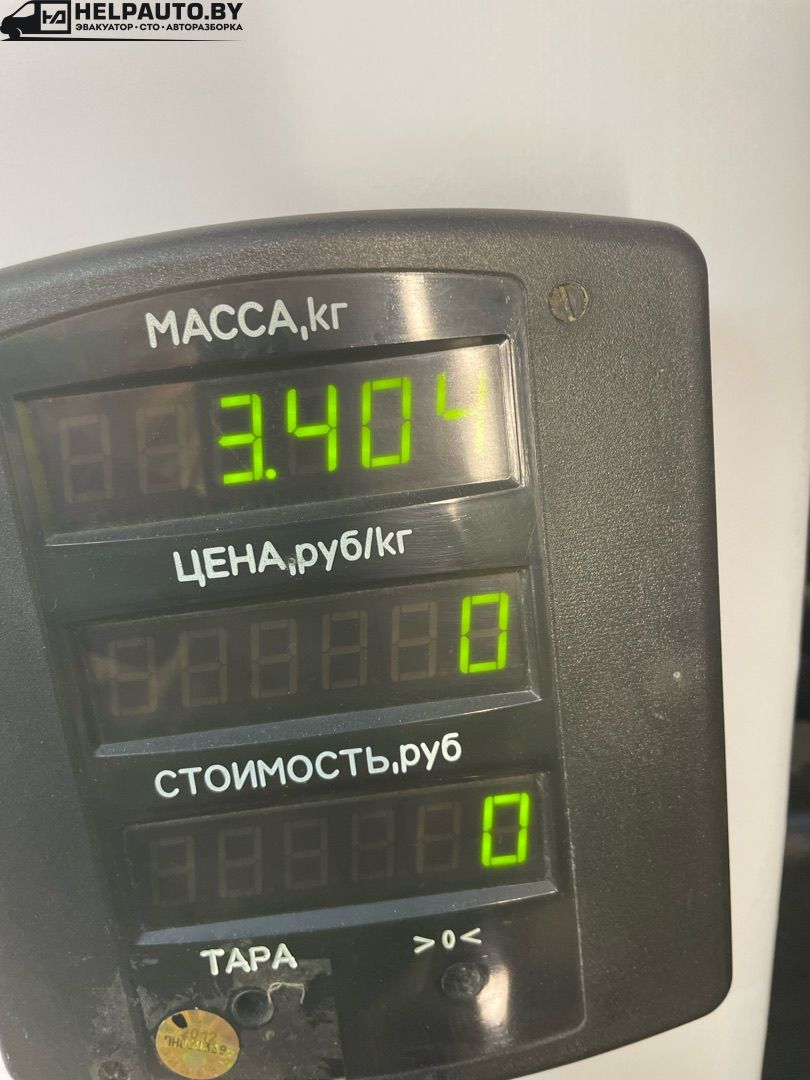 HELPAUTO.BY
ЭВАКУАТОР · СТО · АВТОРАЗБОРКА
МАССА,кг
3.404
ЦЕНА,руб/кг
0
СТОИМОСТЬ,руб
0
ТАРА
>0<